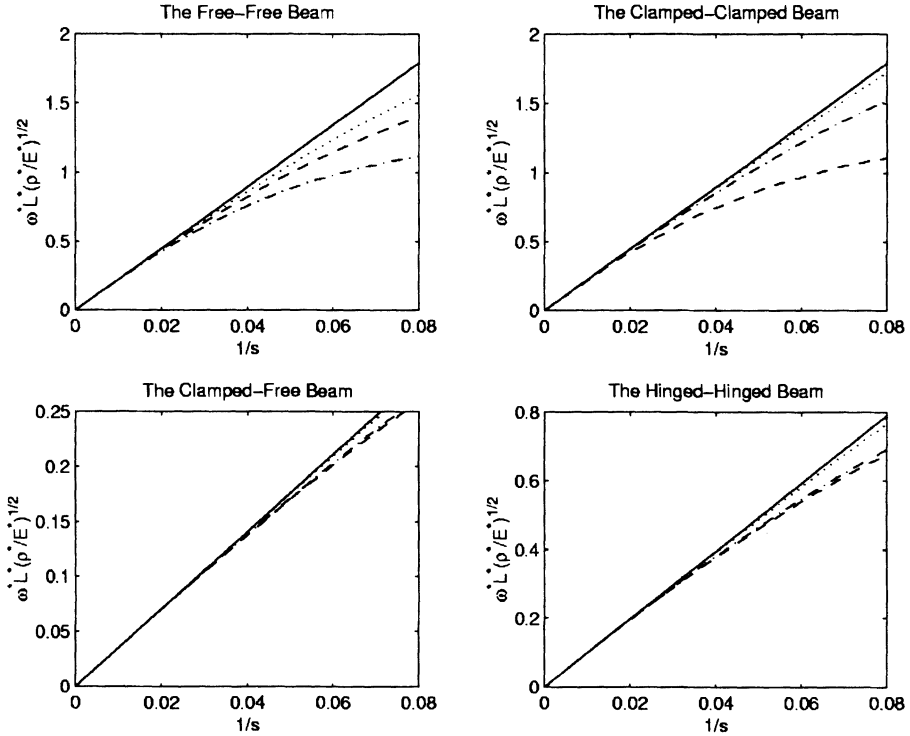 The Free-Free Beam
2
1.5
1
0.5
0
ω*L*(ρ*/E*)1/2
0 0.02 0.04 0.06 0.08
1/s
The Clamped-Clamped Beam
2
1.5
1
0.5
0
ω*L*(ρ*/E*)1/2
0 0.02 0.04 0.06 0.08
1/s
The Clamped-Free Beam
0.25
0.2
0.15
0.1
0.05
0
ω*L*(ρ*/E*)1/2
0 0.02 0.04 0.06 0.08
1/s
The Hinged-Hinged Beam
0.8
0.6
0.4
0.2
0
ω*L*(ρ*/E*)1/2
0 0.02 0.04 0.06 0.08
1/s